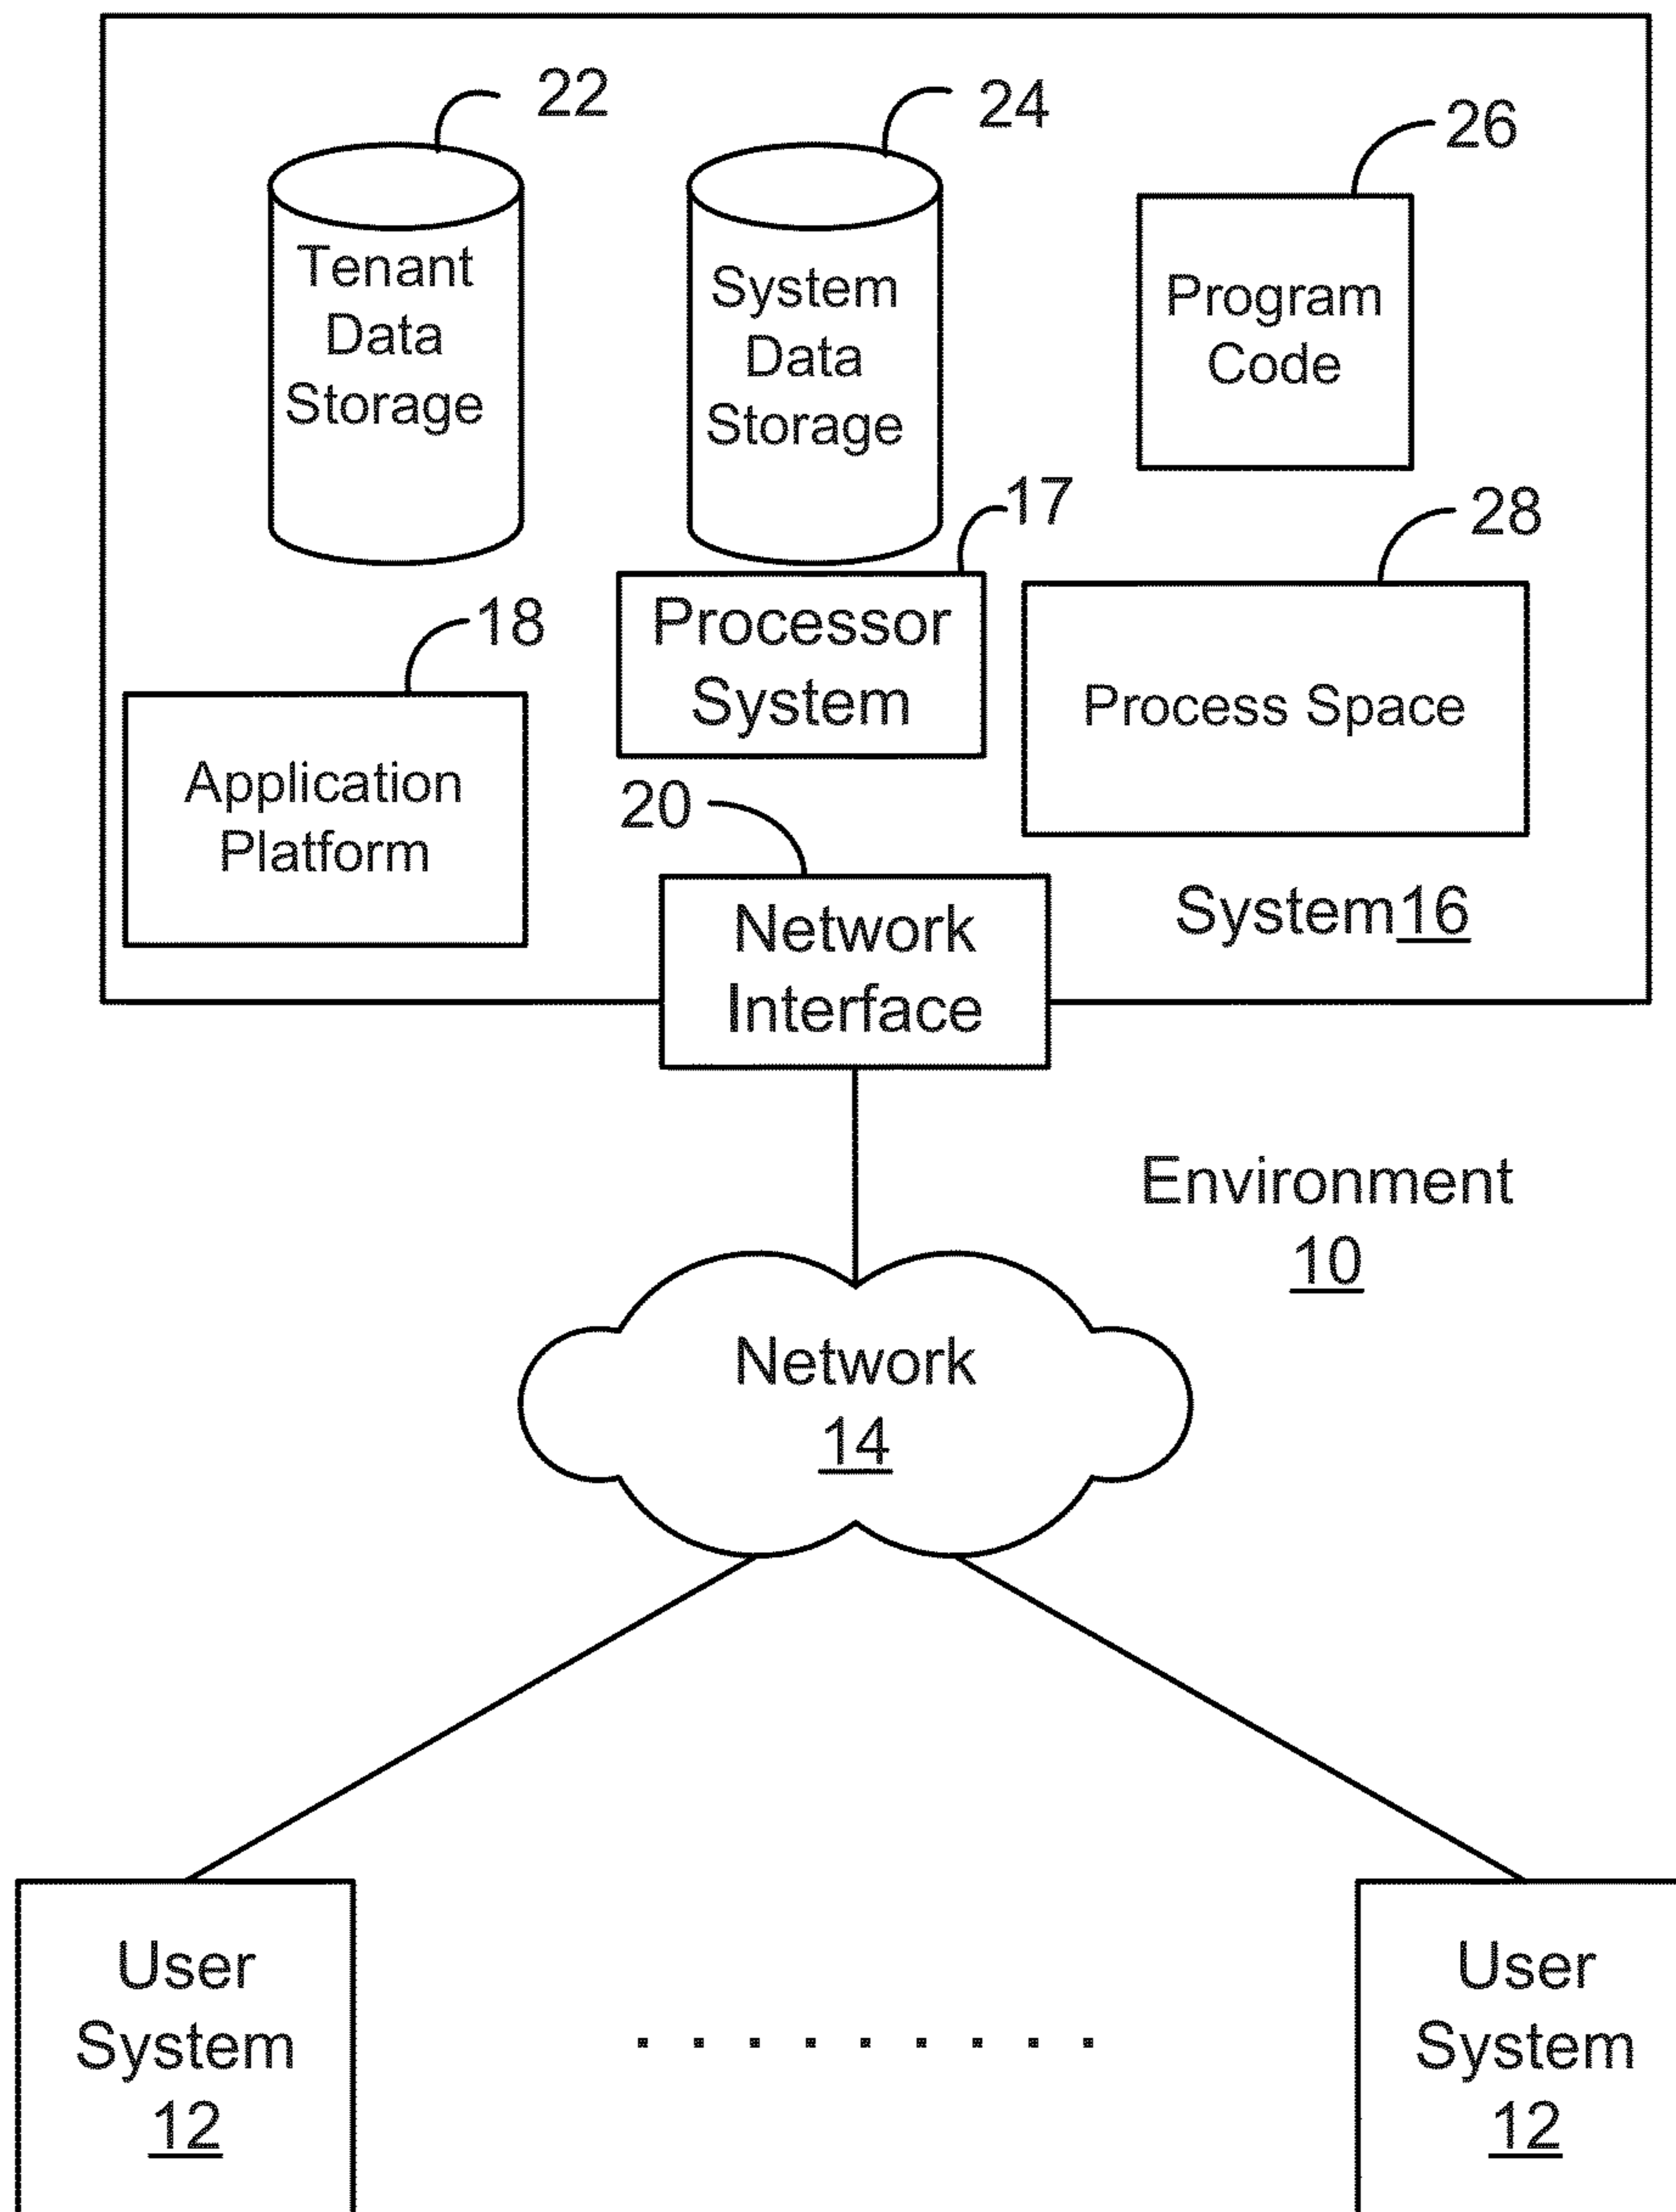 22
24
26
Tenant
Data
Storage
System
Data
Storage
Program
Code
17
28
18
Processor
System
Process Space
Application
Platform
20
Network
Interface
System16
Environment
10
Network
14
User
System
12
User
System
12